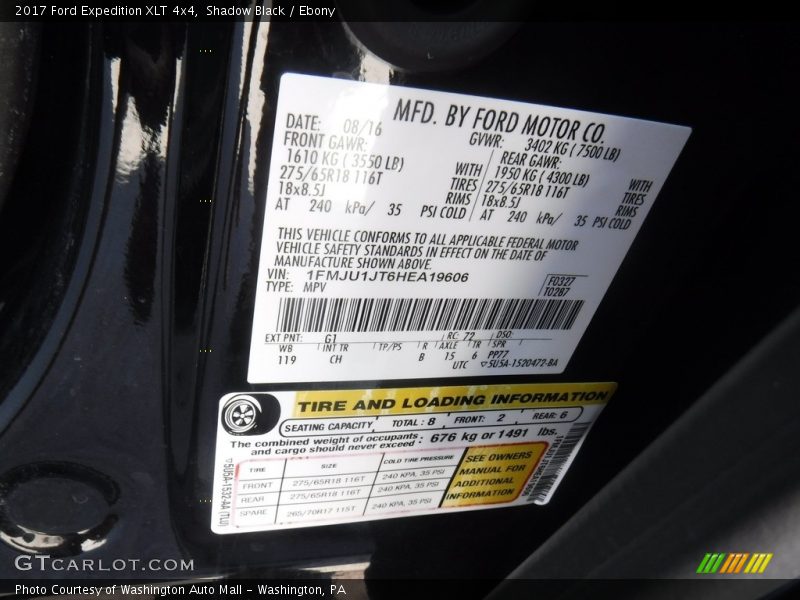 2017 Ford Expedition XLT 4x4, Shadow Black / Ebony
MFD. BY FORD MOTOR CO.
DATE: 08/16
GVWR: 3402 KG ( 7500 LB)
FRONT GAWR:
1610 KG ( 3550 LB)
WITH
275/65R18 116T
TIRES
18x8.5J
RIMS
AT 240 kPa/ 35 PSI COLD
REAR GAWR:
1950 KG ( 4300 LB)
WITH
275/65R18 116T
TIRES
18x8.5J
RIMS
AT 240 kPa/ 35 PSI COLD
THIS VEHICLE CONFORMS TO ALL APPLICABLE FEDERAL MOTOR
VEHICLE SAFETY STANDARDS IN EFFECT ON THE DATE OF
MANUFACTURE SHOWN ABOVE.
VIN: 1FMJU1JT6HEA19606
TYPE: MPV
F0327
T0287
EXT PNT: G1 RC: 72 DSO:
WB INT TR TP/PS R AXLE TR SPR
119 CH B 15 6 PP77
UTC 5U5A-1520472-BA
TIRE AND LOADING INFORMATION
SEATING CAPACITY TOTAL: 8 FRONT: 2 REAR: 6
The combined weight of occupants
and cargo should never exceed : 676 kg or 1491 lbs.
TIRE SIZE COLD TIRE PRESSURE
FRONT 275/65R18 116T 240 KPA, 35 PSI
REAR 275/65R18 116T 240 KPA, 35 PSI
SPARE 265/70R17 115T 240 KPA, 35 PSI
SEE OWNERS
MANUAL FOR
ADDITIONAL
INFORMATION
GTCARLOT.COM
Photo Courtesy of Washington Auto Mall - Washington, PA